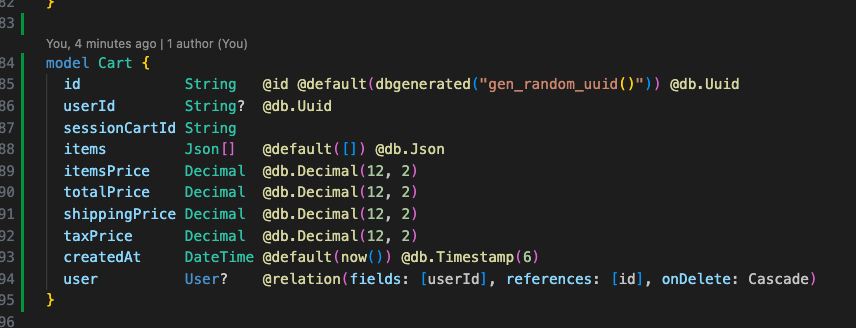 82 }
83
You, 4 minutes ago | 1 author (You)
84 model Cart {
85 id String @id @default(dbgenerated("gen_random_uuid()")) @db.Uuid
86 userId String? @db.Uuid
87 sessionCartId String
88 items Json[] @default([]) @db.Json
89 itemsPrice Decimal @db.Decimal(12, 2)
90 totalPrice Decimal @db.Decimal(12, 2)
91 shippingPrice Decimal @db.Decimal(12, 2)
92 taxPrice Decimal @db.Decimal(12, 2)
93 createdAt DateTime @default(now()) @db.Timestamp(6)
94 user User? @relation(fields: [userId], references: [id], onDelete: Cascade)
95 }
96